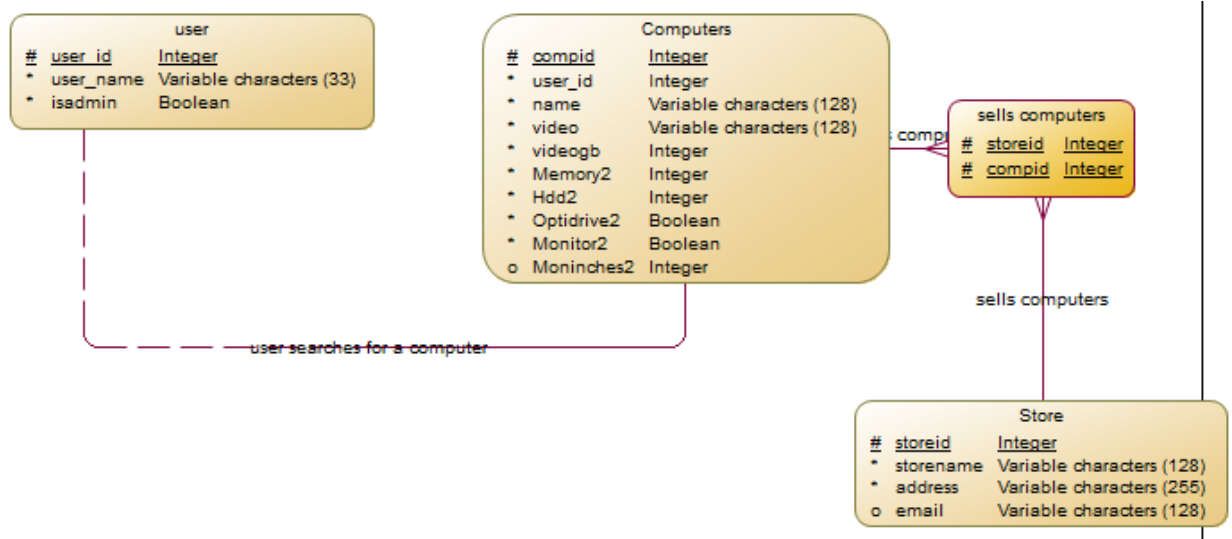 user
# user_id Integer
* user_name Variable characters (33)
* isadmin Boolean
Computers
# compid Integer
* user_id Integer
* name Variable characters (128)
* video Variable characters (128)
* videogb Integer
* Memory2 Integer
* Hdd2 Integer
* Optidrive2 Boolean
* Monitor2 Boolean
o Moninches2 Integer
sells computers
# storeid Integer
# compid Integer
sells computers
user searches for a computer
Store
# storeid Integer
* storename Variable characters (128)
* address Variable characters (255)
o email Variable characters (128)